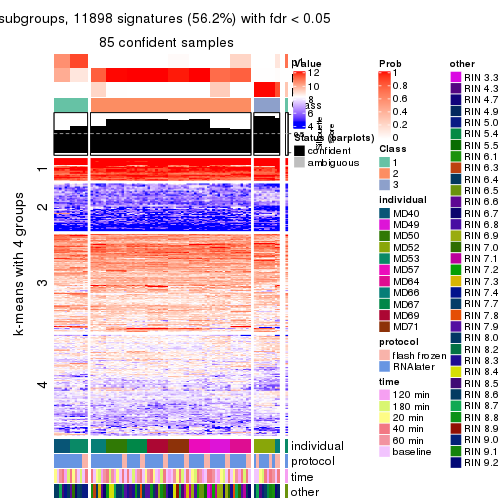 subgroups, 11898 signatures (56.2%) with fdr < 0.05
85 confident samples
k-means with 4 groups
1
2
3
4
Class
Silhouette score
individual
protocol
time
other
Value
12
10
8
6
4
Status (barplots)
confident
ambiguous
Prob
1
0.8
0.6
0.4
0.2
0
Class
1
2
3
individual
MD40
MD49
MD50
MD52
MD53
MD57
MD64
MD66
MD67
MD69
MD71
protocol
flash frozen
RNAlater
time
120 min
180 min
20 min
40 min
60 min
baseline
other
RIN 3.3
RIN 4.3
RIN 4.7
RIN 4.9
RIN 5.0
RIN 5.4
RIN 5.5
RIN 6.1
RIN 6.3
RIN 6.4
RIN 6.5
RIN 6.6
RIN 6.7
RIN 6.8
RIN 6.9
RIN 7.0
RIN 7.1
RIN 7.2
RIN 7.3
RIN 7.4
RIN 7.5
RIN 7.8
RIN 7.9
RIN 8.0
RIN 8.2
RIN 8.3
RIN 8.4
RIN 8.5
RIN 8.6
RIN 8.7
RIN 8.8
RIN 8.9
RIN 9.0
RIN 9.1
RIN 9.2